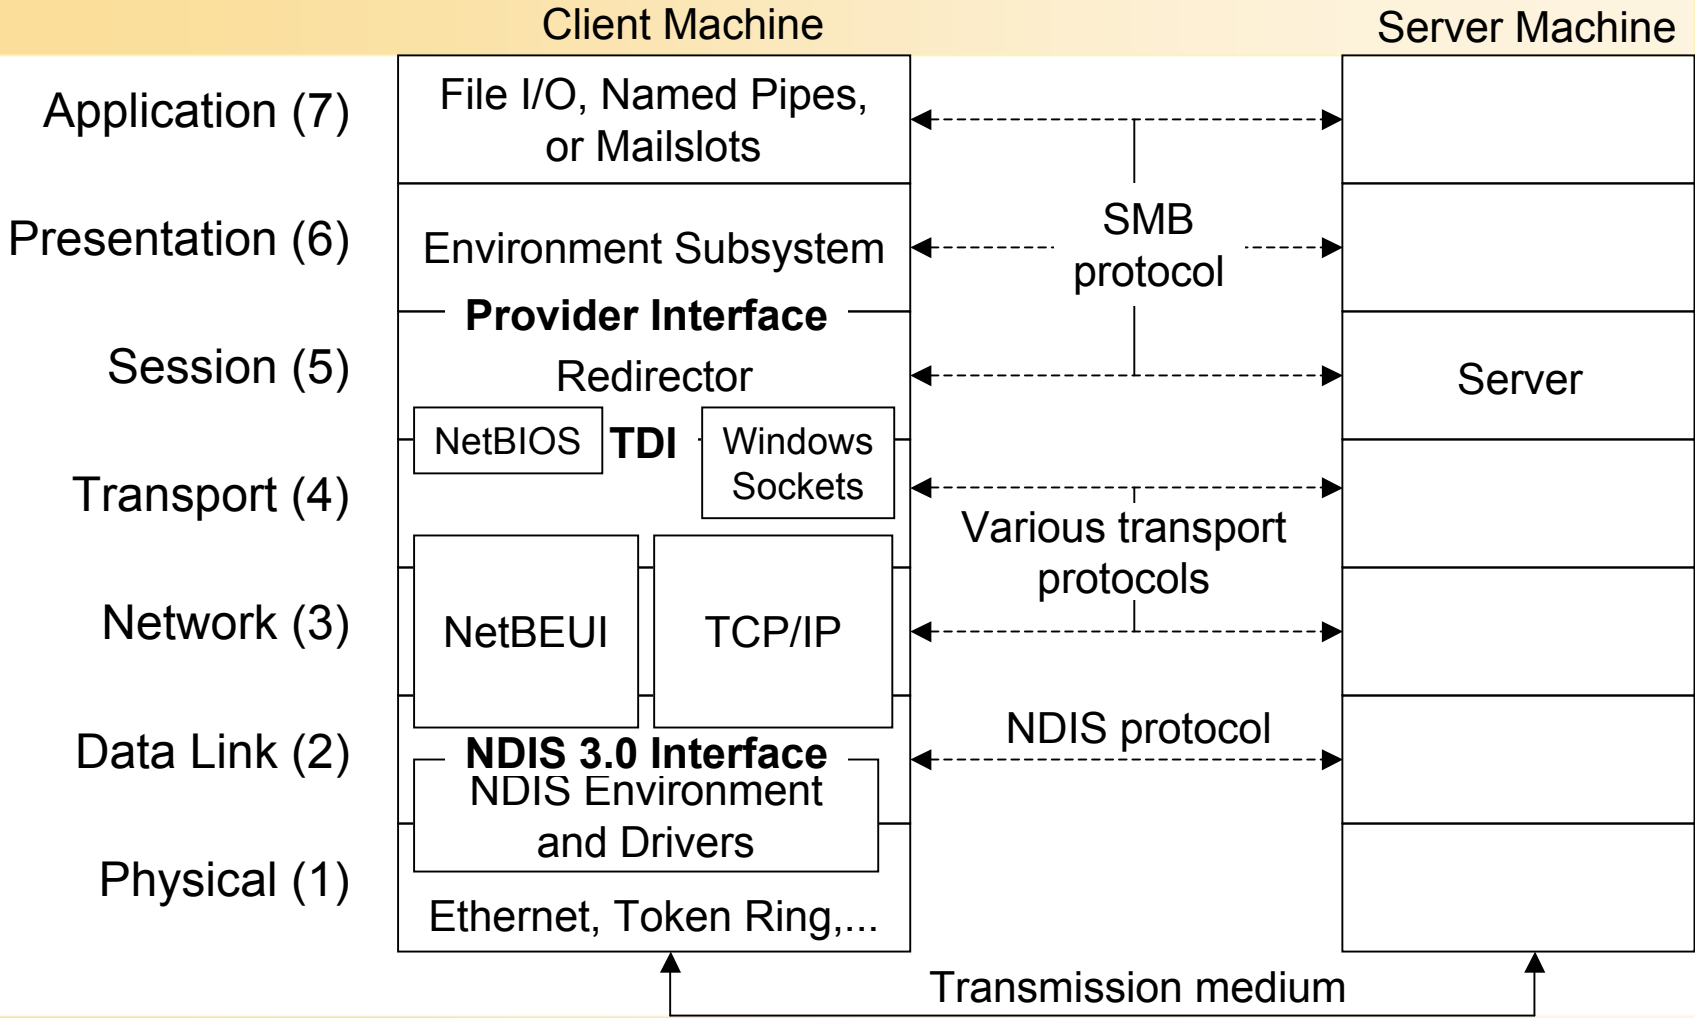 Client Machine
Server Machine
Application (7)
File I/O, Named Pipes,
or Mailslots
Presentation (6)
Environment Subsystem
SMB
protocol
Provider Interface
Session (5)
Redirector
Server
NetBIOS
TDI
Windows
Sockets
Transport (4)
Various transport
protocols
Network (3)
NetBEUI
TCP/IP
Data Link (2)
NDIS 3.0 Interface
NDIS protocol
NDIS Environment
and Drivers
Physical (1)
Ethernet, Token Ring,...
Transmission medium